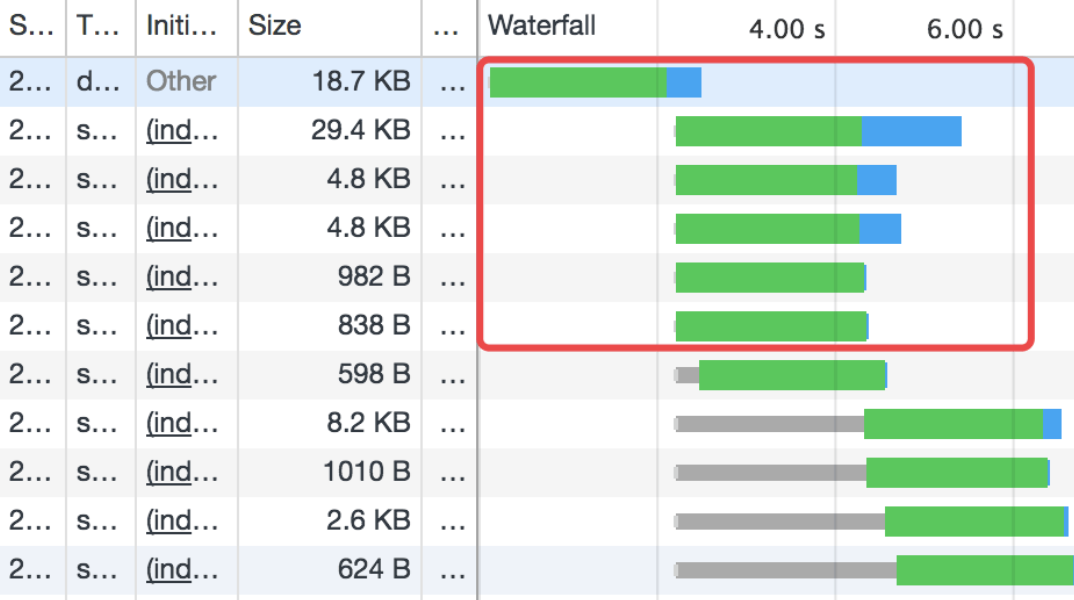 S... T... Initi... Size ... Waterfall 4.00 s 6.00 s
2... d... Other 18.7 KB ...
2... s... (ind... 29.4 KB ...
2... s... (ind... 4.8 KB ...
2... s... (ind... 4.8 KB ...
2... s... (ind... 982 B ...
2... s... (ind... 838 B ...
2... s... (ind... 598 B ...
2... s... (ind... 8.2 KB ...
2... s... (ind... 1010 B ...
2... s... (ind... 2.6 KB ...
2... s... (ind... 624 B ...